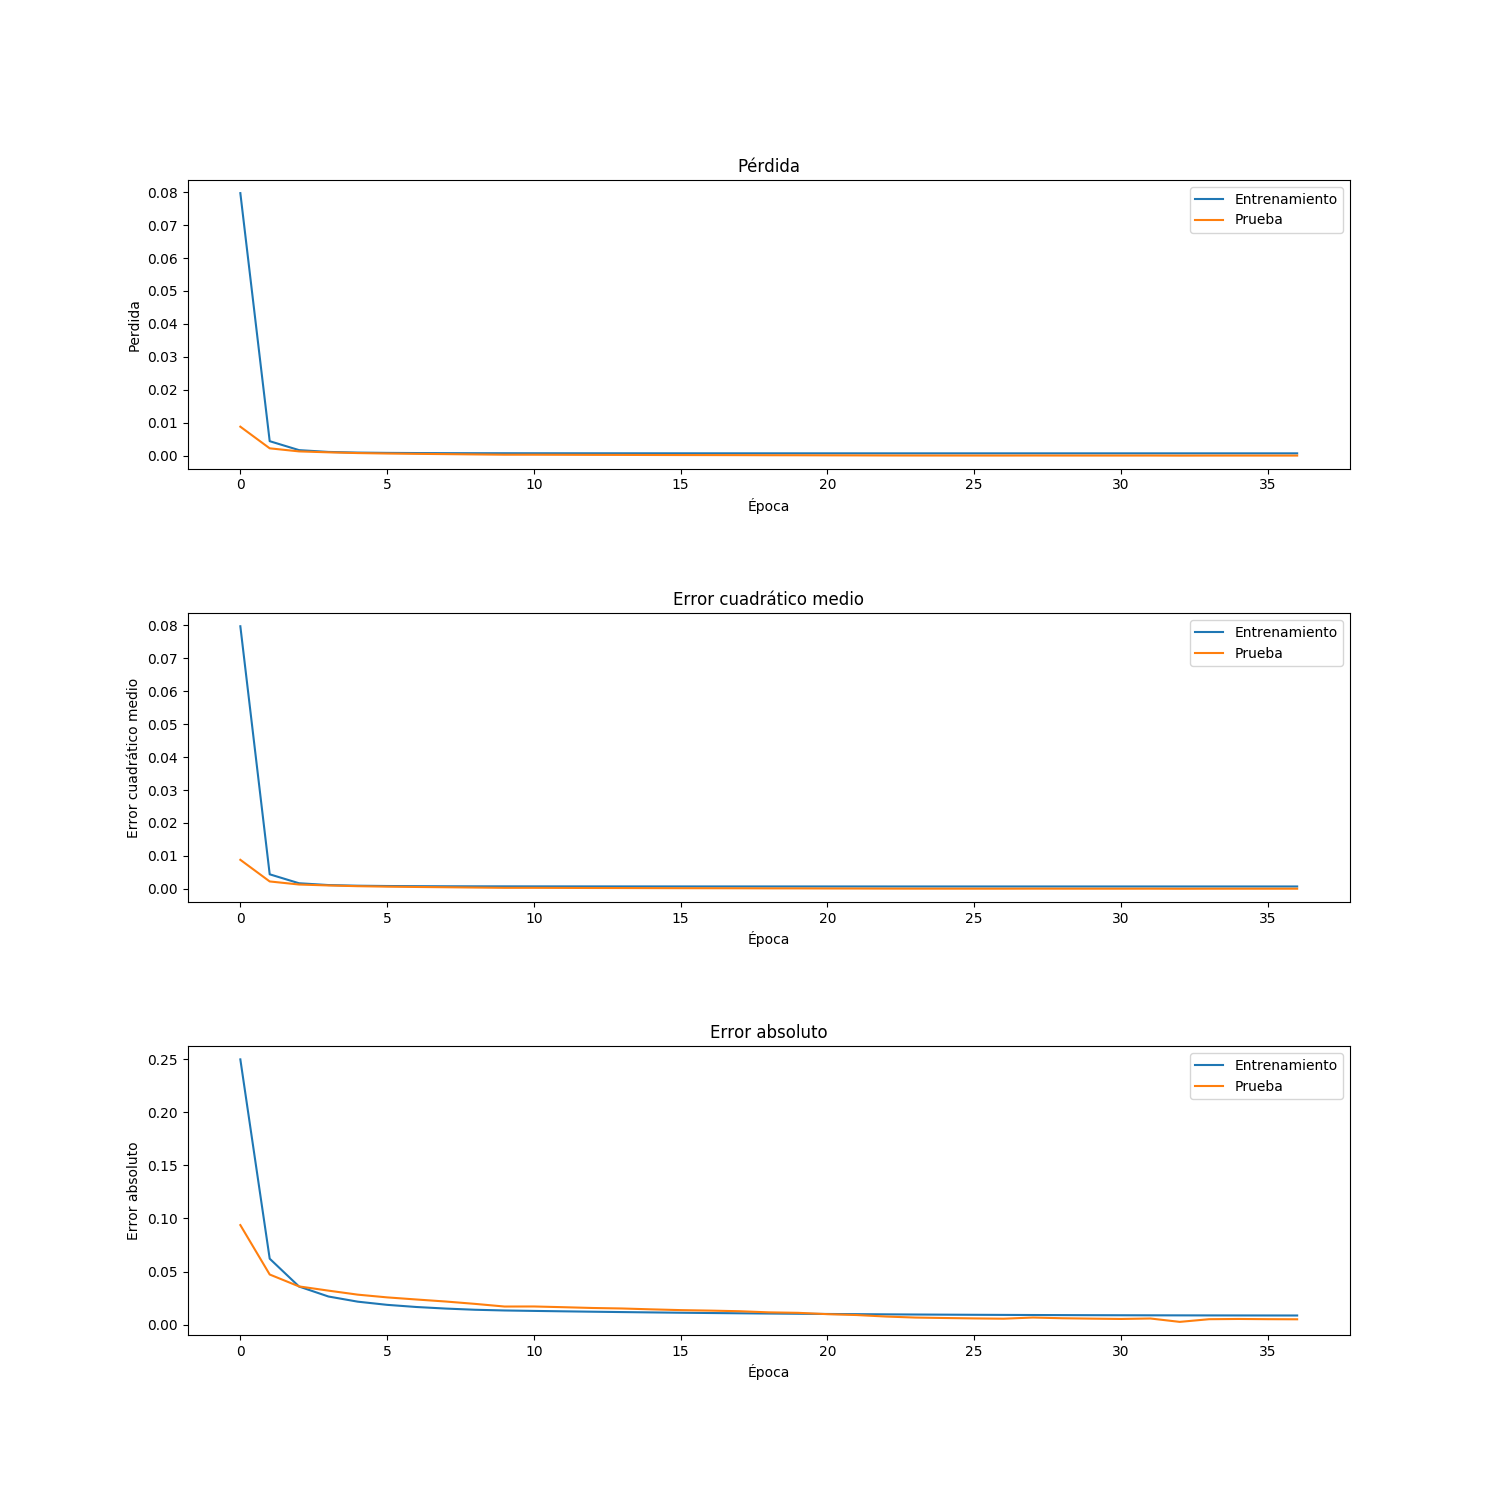 Pérdida
0.08
0.07
0.06
0.05
0.04
0.03
0.02
0.01
0.00
Perdida
Entrenamiento
Prueba
0 5 10 15 20 25 30 35
Época
Error cuadrático medio
0.08
0.07
0.06
0.05
0.04
0.03
0.02
0.01
0.00
Error cuadrático medio
Entrenamiento
Prueba
0 5 10 15 20 25 30 35
Época
Error absoluto
0.25
0.20
0.15
0.10
0.05
0.00
Error absoluto
Entrenamiento
Prueba
0 5 10 15 20 25 30 35
Época